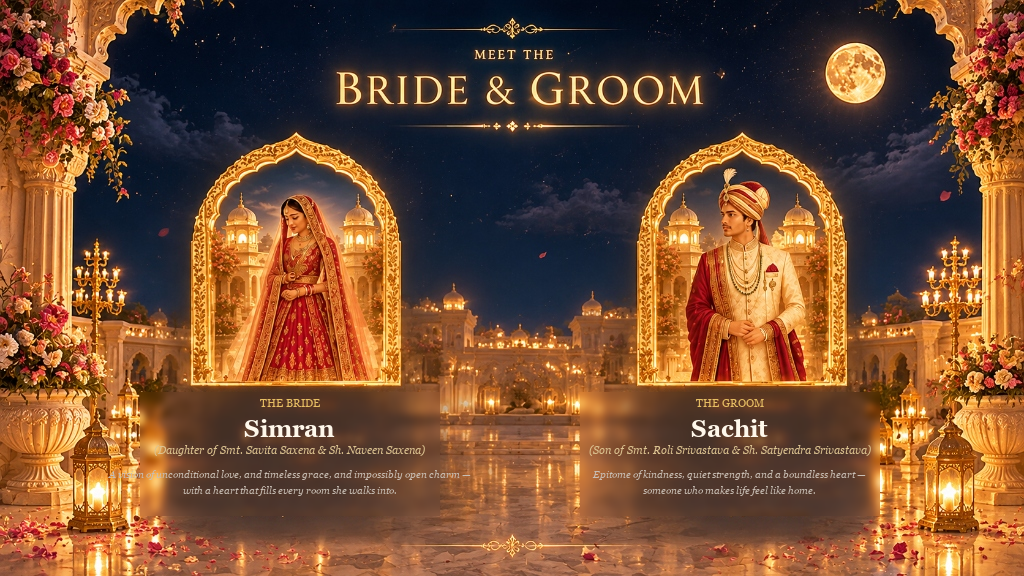 MEET THE
BRIDE & GROOM
THE BRIDE
Simran
(Daughter of Smt. Savita Saxena & Sh. Naveen Saxena)
of unconditional love, and timeless grace, and impossibly open charm —
with a heart that fills every room she walks into.
THE GROOM
Sachit
(Son of Smt. Roli Srivastava & Sh. Satyendra Srivastava)
Epitome of kindness, quiet strength, and a boundless heart —
someone who makes life feel like home.